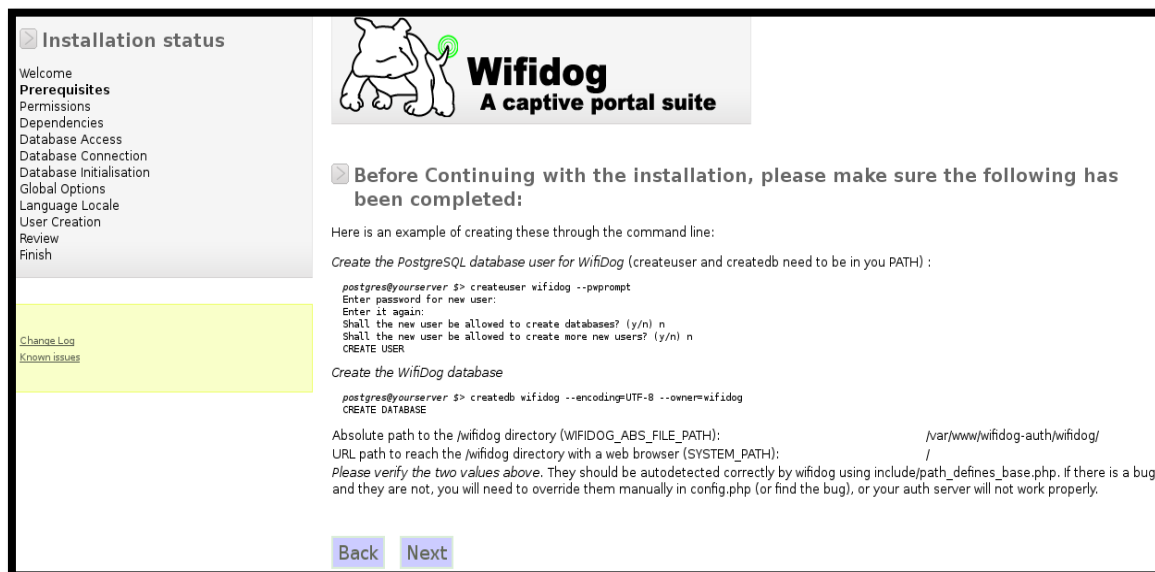 Installation status
Welcome
Prerequisites
Permissions
Dependencies
Database Access
Database Connection
Database Initialisation
Global Options
Language Locale
User Creation
Review
Finish
Change Log
Known issues
Wifidog
A captive portal suite
Before Continuing with the installation, please make sure the following has
been completed:
Here is an example of creating these through the command line:
Create the PostgreSQL database user for WifiDog (createuser and createdb need to be in you PATH) :
postgres@yourserver $> createuser wifidog --pwprompt
Enter password for new user:
Enter it again:
Shall the new user be allowed to create databases? (y/n) n
Shall the new user be allowed to create more new users? (y/n) n
CREATE USER
Create the WifiDog database
postgres@yourserver $> createdb wifidog --encoding=UTF-8 --owner=wifidog
CREATE DATABASE
Absolute path to the /wifidog directory (WIFIDOG_ABS_FILE_PATH): /var/www/wifidog-auth/wifidog/
URL path to reach the /wifidog directory with a web browser (SYSTEM_PATH): /
Please verify the two values above. They should be autodetected correctly by wifidog using include/path_defines_base.php. If there is a bug
and they are not, you will need to override them manually in config.php (or find the bug), or your auth server will not work properly.
Back Next